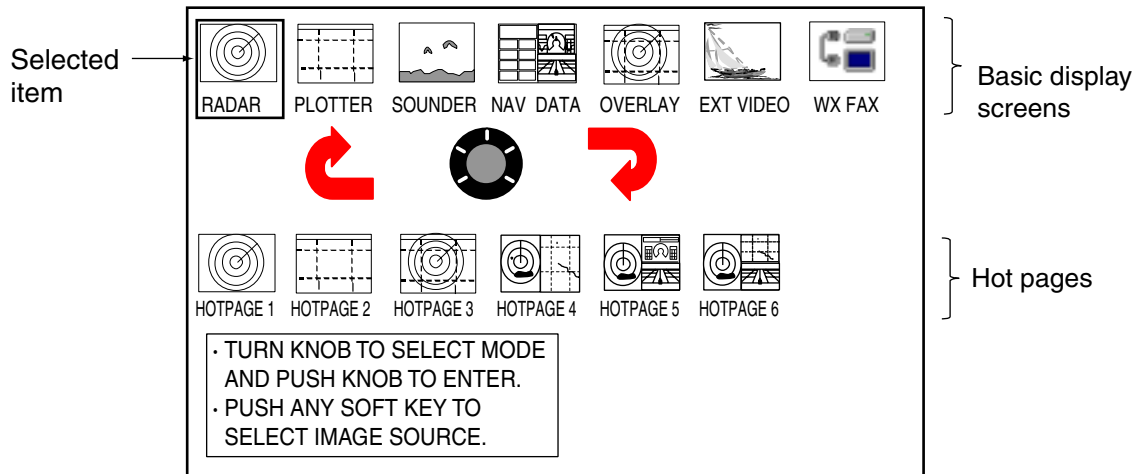 Selected
item
RADAR PLOTTER SOUNDER NAV DATA OVERLAY EXT VIDEO WX FAX
Basic display
screens
HOTPAGE 1 HOTPAGE 2 HOTPAGE 3 HOTPAGE 4 HOTPAGE 5 HOTPAGE 6
Hot pages
· TURN KNOB TO SELECT MODE
AND PUSH KNOB TO ENTER.
· PUSH ANY SOFT KEY TO
SELECT IMAGE SOURCE.